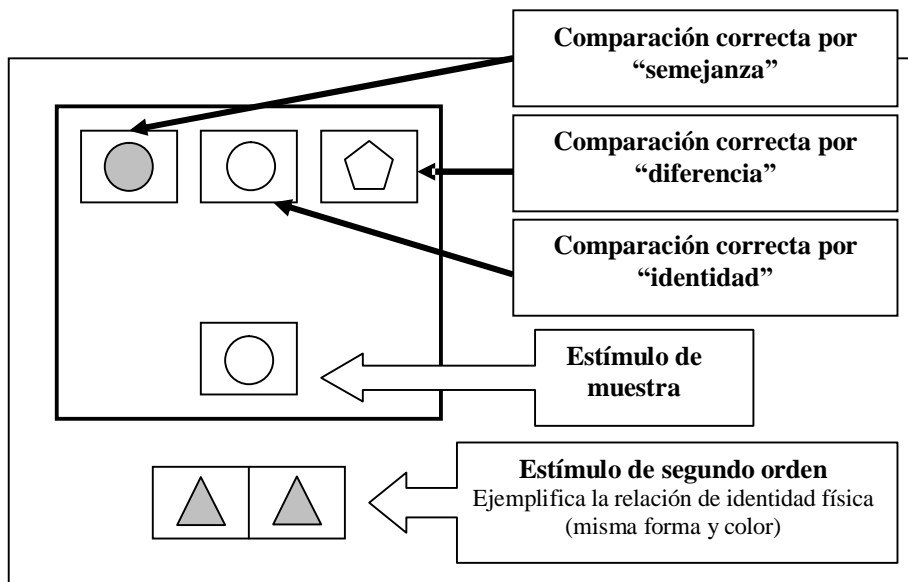 Comparación correcta por
“semejanza”
Comparación correcta por
“diferencia”
Comparación correcta por
“identidad”
Estímulo de
muestra
Estímulo de segundo orden
Ejemplifica la relación de identidad física
(misma forma y color)